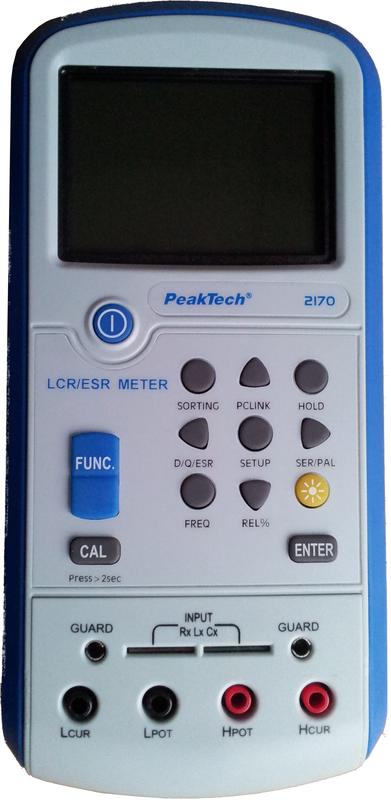 PeakTech® 2170
LCR/ESR METER
SORTING PCLINK HOLD
FUNC.
D/Q/ESR SETUP SER/PAL
FREQ REL%
CAL ENTER
Press > 2sec
INPUT
GUARD Rx Lx Cx GUARD
LCUR LPOT HPOT HCUR